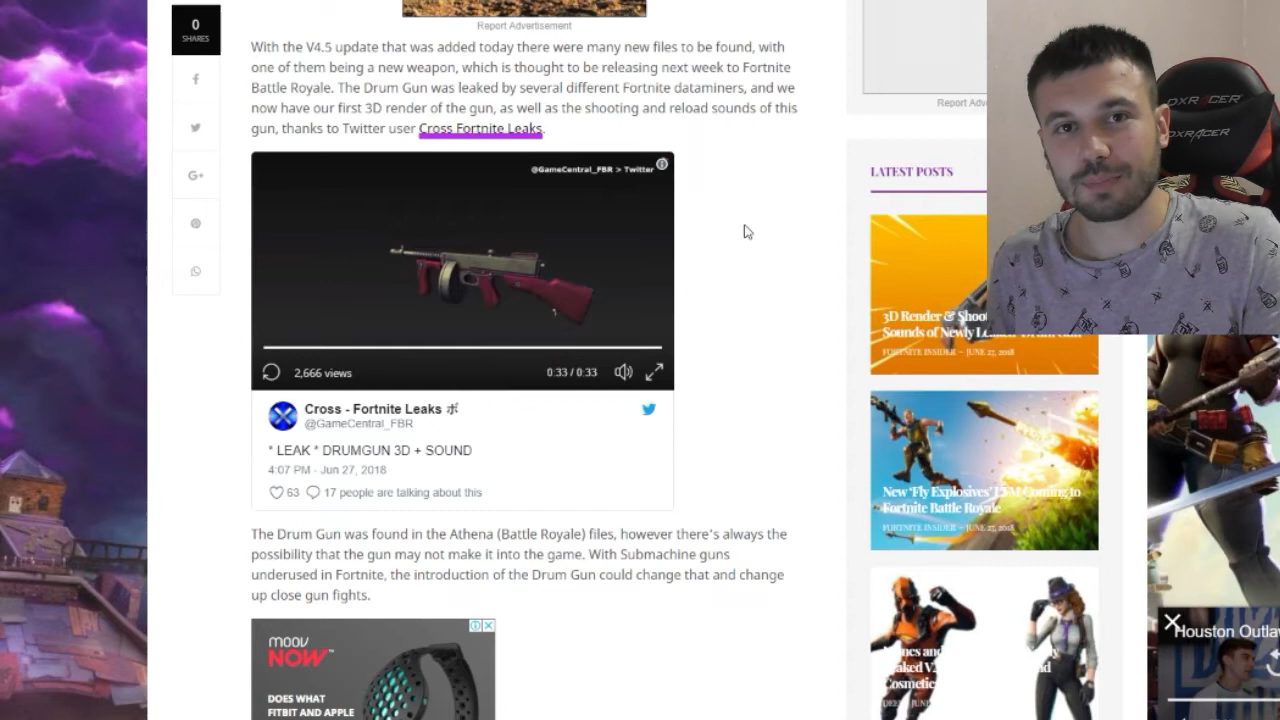 0
SHARES
Report Advertisement
With the V4.5 update that was added today there were many new files to be found, with
one of them being a new weapon, which is thought to be releasing next week to Fortnite
Battle Royale. The Drum Gun was leaked by several different Fortnite dataminers, and we
now have our first 3D render of the gun, as well as the shooting and reload sounds of this
gun, thanks to Twitter user Cross Fortnite Leaks.
@GameCentral_FBR > Twitter
2,666 views
0:33 / 0:33
Cross - Fortnite Leaks ボ
@GameCentral_FBR
* LEAK * DRUMGUN 3D + SOUND
4:07 PM - Jun 27, 2018
63
17 people are talking about this
The Drum Gun was found in the Athena (Battle Royale) files, however there's always the
possibility that the gun may not make it into the game. With Submachine guns
underused in Fortnite, the introduction of the Drum Gun could change that and change
up close gun fights.
moov
NOW™
DOES WHAT
FITBIT AND APPLE
G+
Report Adv
LATEST POSTS
3D Render & Shoot
Sounds of Newly
FORTNITE INSIDER - JUNE 27, 2018
New 'Fly Explosives' LTM Coming to
Fortnite Battle Royale
FORTNITE INSIDER - JUNE 27, 2018
Cosmetic
DXRACER
DXRACER
Houston Outla